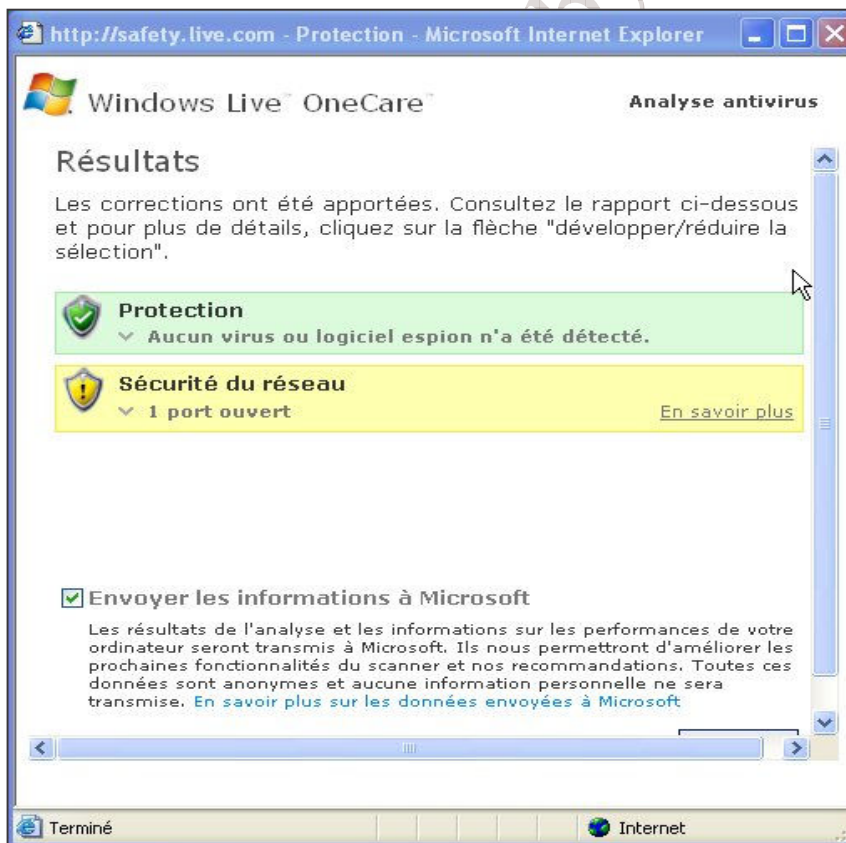 http://safety.live.com - Protection - Microsoft Internet Explorer
Windows Live™ OneCare™
Analyse antivirus
Résultats
Les corrections ont été apportées. Consultez le rapport ci-dessous
et pour plus de détails, cliquez sur la flèche "développer/réduire la
sélection".
Protection
Aucun virus ou logiciel espion n'a été détecté.
Sécurité du réseau
1 port ouvert
En savoir plus
Envoyer les informations à Microsoft
Les résultats de l'analyse et les informations sur les performances de votre
ordinateur seront transmis à Microsoft. Ils nous permettront d'améliorer les
prochaines fonctionnalités du scanner et nos recommandations. Toutes ces
données sont anonymes et aucune information personnelle ne sera
transmise. En savoir plus sur les données envoyées à Microsoft
Terminé
Internet